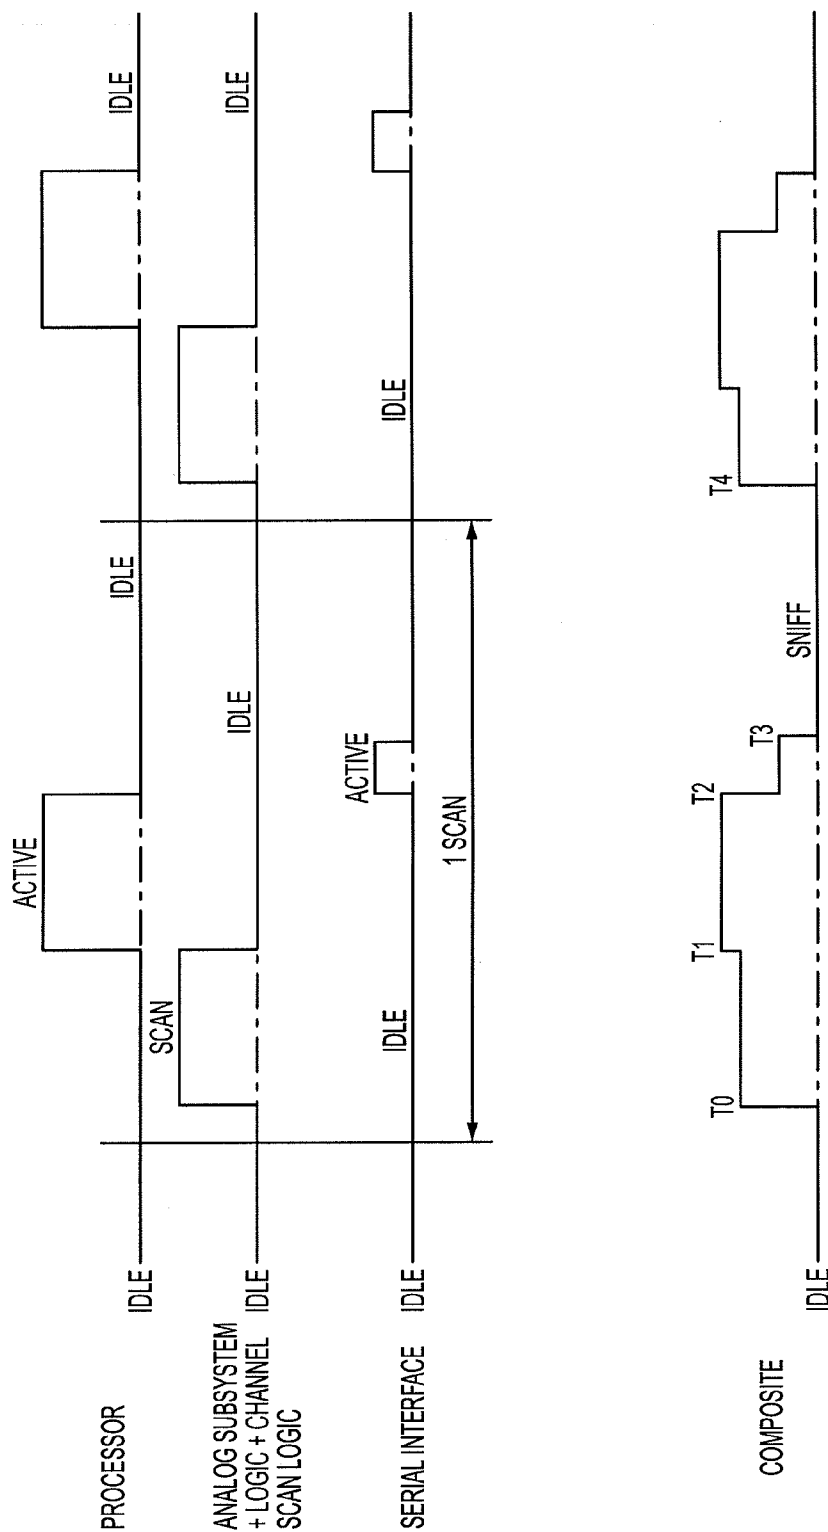 PROCESSOR
IDLE
ACTIVE
IDLE
IDLE
ANALOG SUBSYSTEM
+ LOGIC + CHANNEL
SCAN LOGIC
IDLE
SCAN
IDLE
IDLE
SERIAL INTERFACE
IDLE
IDLE
ACTIVE
IDLE
1 SCAN
COMPOSITE
IDLE
T0
T1
T2
T3
SNIFF
T4